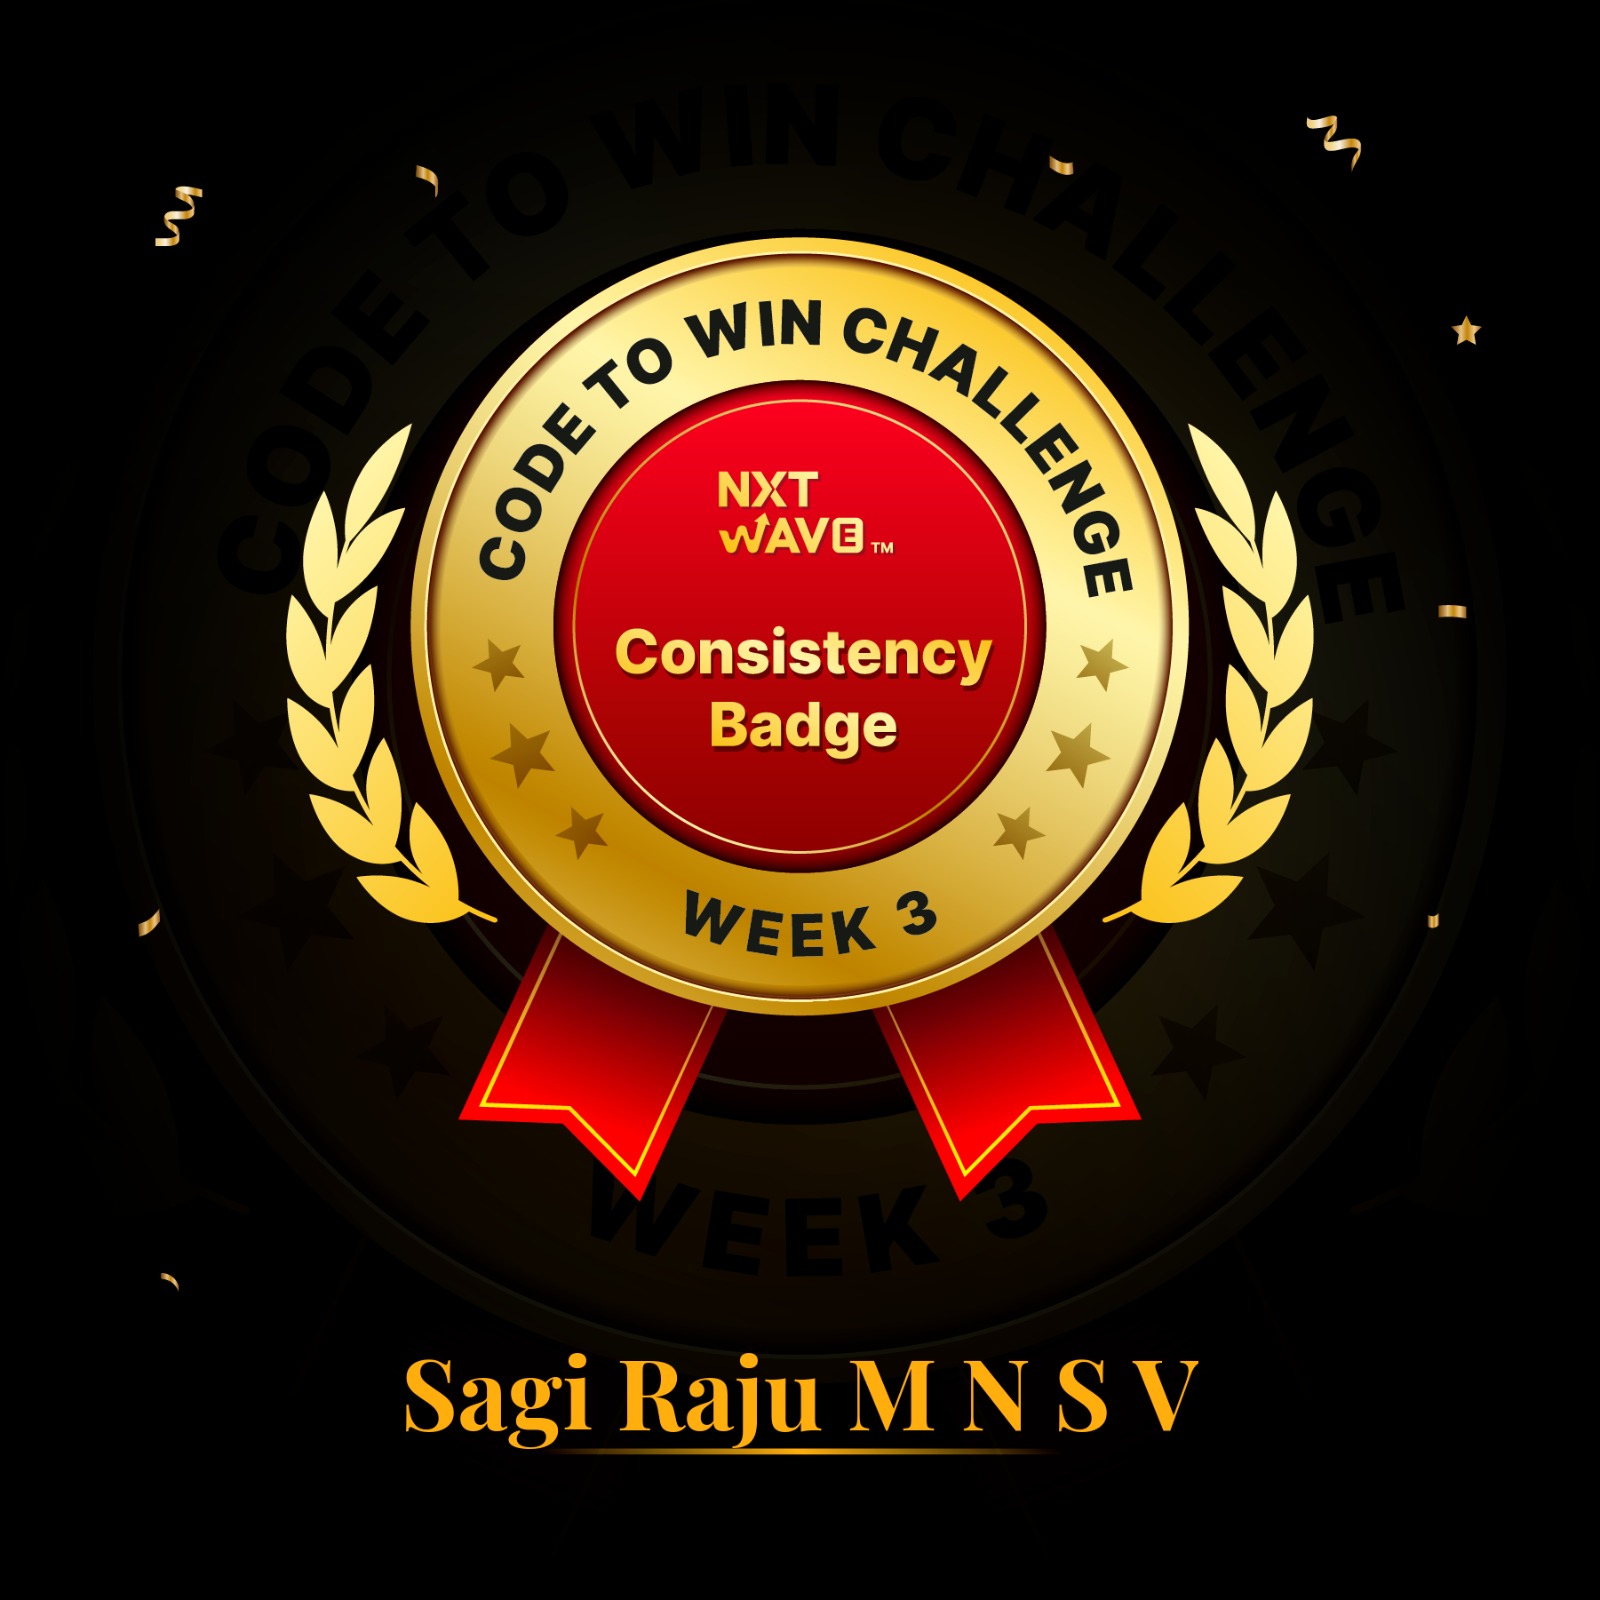 CODE TO WIN CHALLENGE
CODE TO WIN CHALLENGE
NXT
WAVE™
Consistency
Badge
WEEK 3
WEEK 3
Sagi Raju M N S V